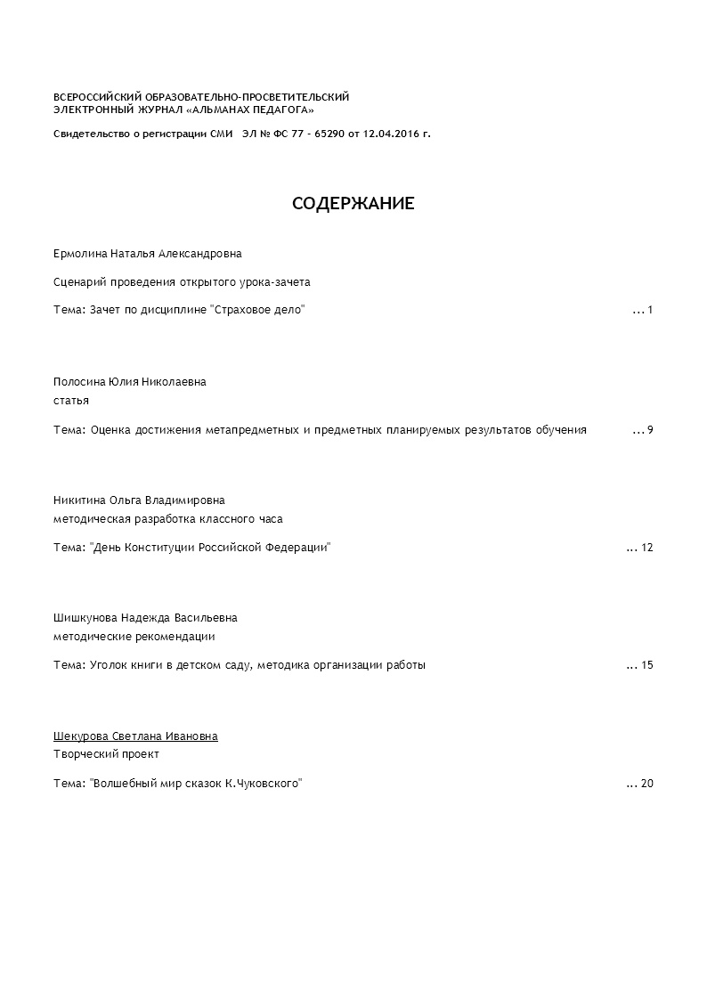 ВСЕРОССИЙСКИЙ ОБРАЗОВАТЕЛЬНО-ПРОСВЕТИТЕЛЬСКИЙ
ЭЛЕКТРОННЫЙ ЖУРНАЛ «АЛЬМАНАХ ПЕДАГОГА»
Свидетельство о регистрации СМИ ЭЛ № ФС 77 - 65290 от 12.04.2016 г.
СОДЕРЖАНИЕ
Ермолина Наталья Александровна
Сценарий проведения открытого урока-зачета
Тема: Зачет по дисциплине "Страховое дело" ... 1
Полосина Юлия Николаевна
статья
Тема: Оценка достижения метапредметных и предметных планируемых результатов обучения ... 9
Никитина Ольга Владимировна
методическая разработка классного часа
Тема: "День Конституции Российской Федерации" ... 12
Шишкунова Надежда Васильевна
методические рекомендации
Тема: Уголок книги в детском саду, методика организации работы ... 15
Шекурова Светлана Ивановна
Творческий проект
Тема: "Волшебный мир сказок К.Чуковского" ... 20